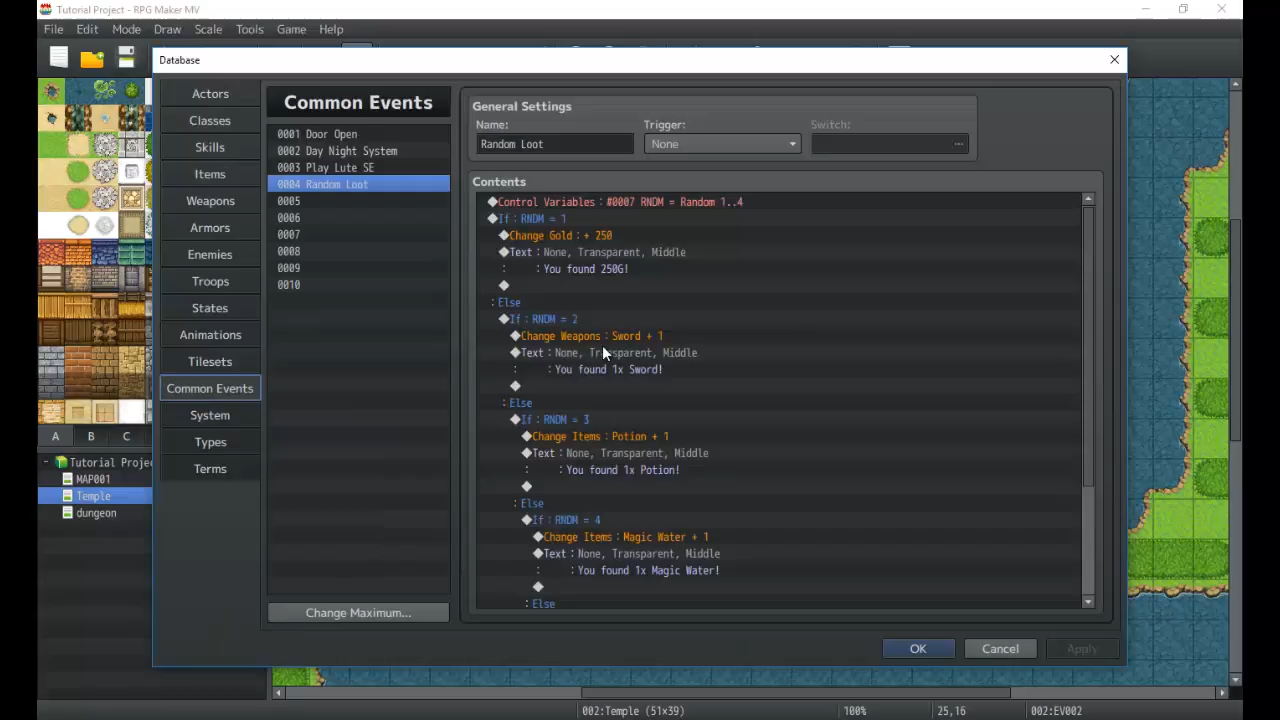 Tutorial Project - RPG Maker MV
File Edit Mode Draw Scale Tools Game Help
Database
Actors
Classes
Skills
Items
Weapons
Armors
Enemies
Troops
States
Animations
Tilesets
Common Events
System
Types
Terms
Common Events
0001 Door Open
0002 Day Night System
0003 Play Lute SE
0004 Random Loot
0005
0006
0007
0008
0009
0010
Change Maximum...
General Settings
Name:
Random Loot
Trigger:
None
Switch:
...
Contents
◆Control Variables : #0007 RNDM = Random 1..4
◆If : RNDM = 1
◆Change Gold : + 250
◆Text : None, Transparent, Middle
: : You found 250G!
◆
: Else
◆If : RNDM = 2
◆Change Weapons : Sword + 1
◆Text : None, Transparent, Middle
: : You found 1x Sword!
◆
: Else
◆If : RNDM = 3
◆Change Items : Potion + 1
◆Text : None, Transparent, Middle
: : You found 1x Potion!
◆
: Else
◆If : RNDM = 4
◆Change Items : Magic Water + 1
◆Text : None, Transparent, Middle
: : You found 1x Magic Water!
◆
: Else
OK Cancel Apply
A B C
Tutorial Proje
MAP001
Temple
dungeon
002:Temple (51x39) 100% 25,16 002:EV002